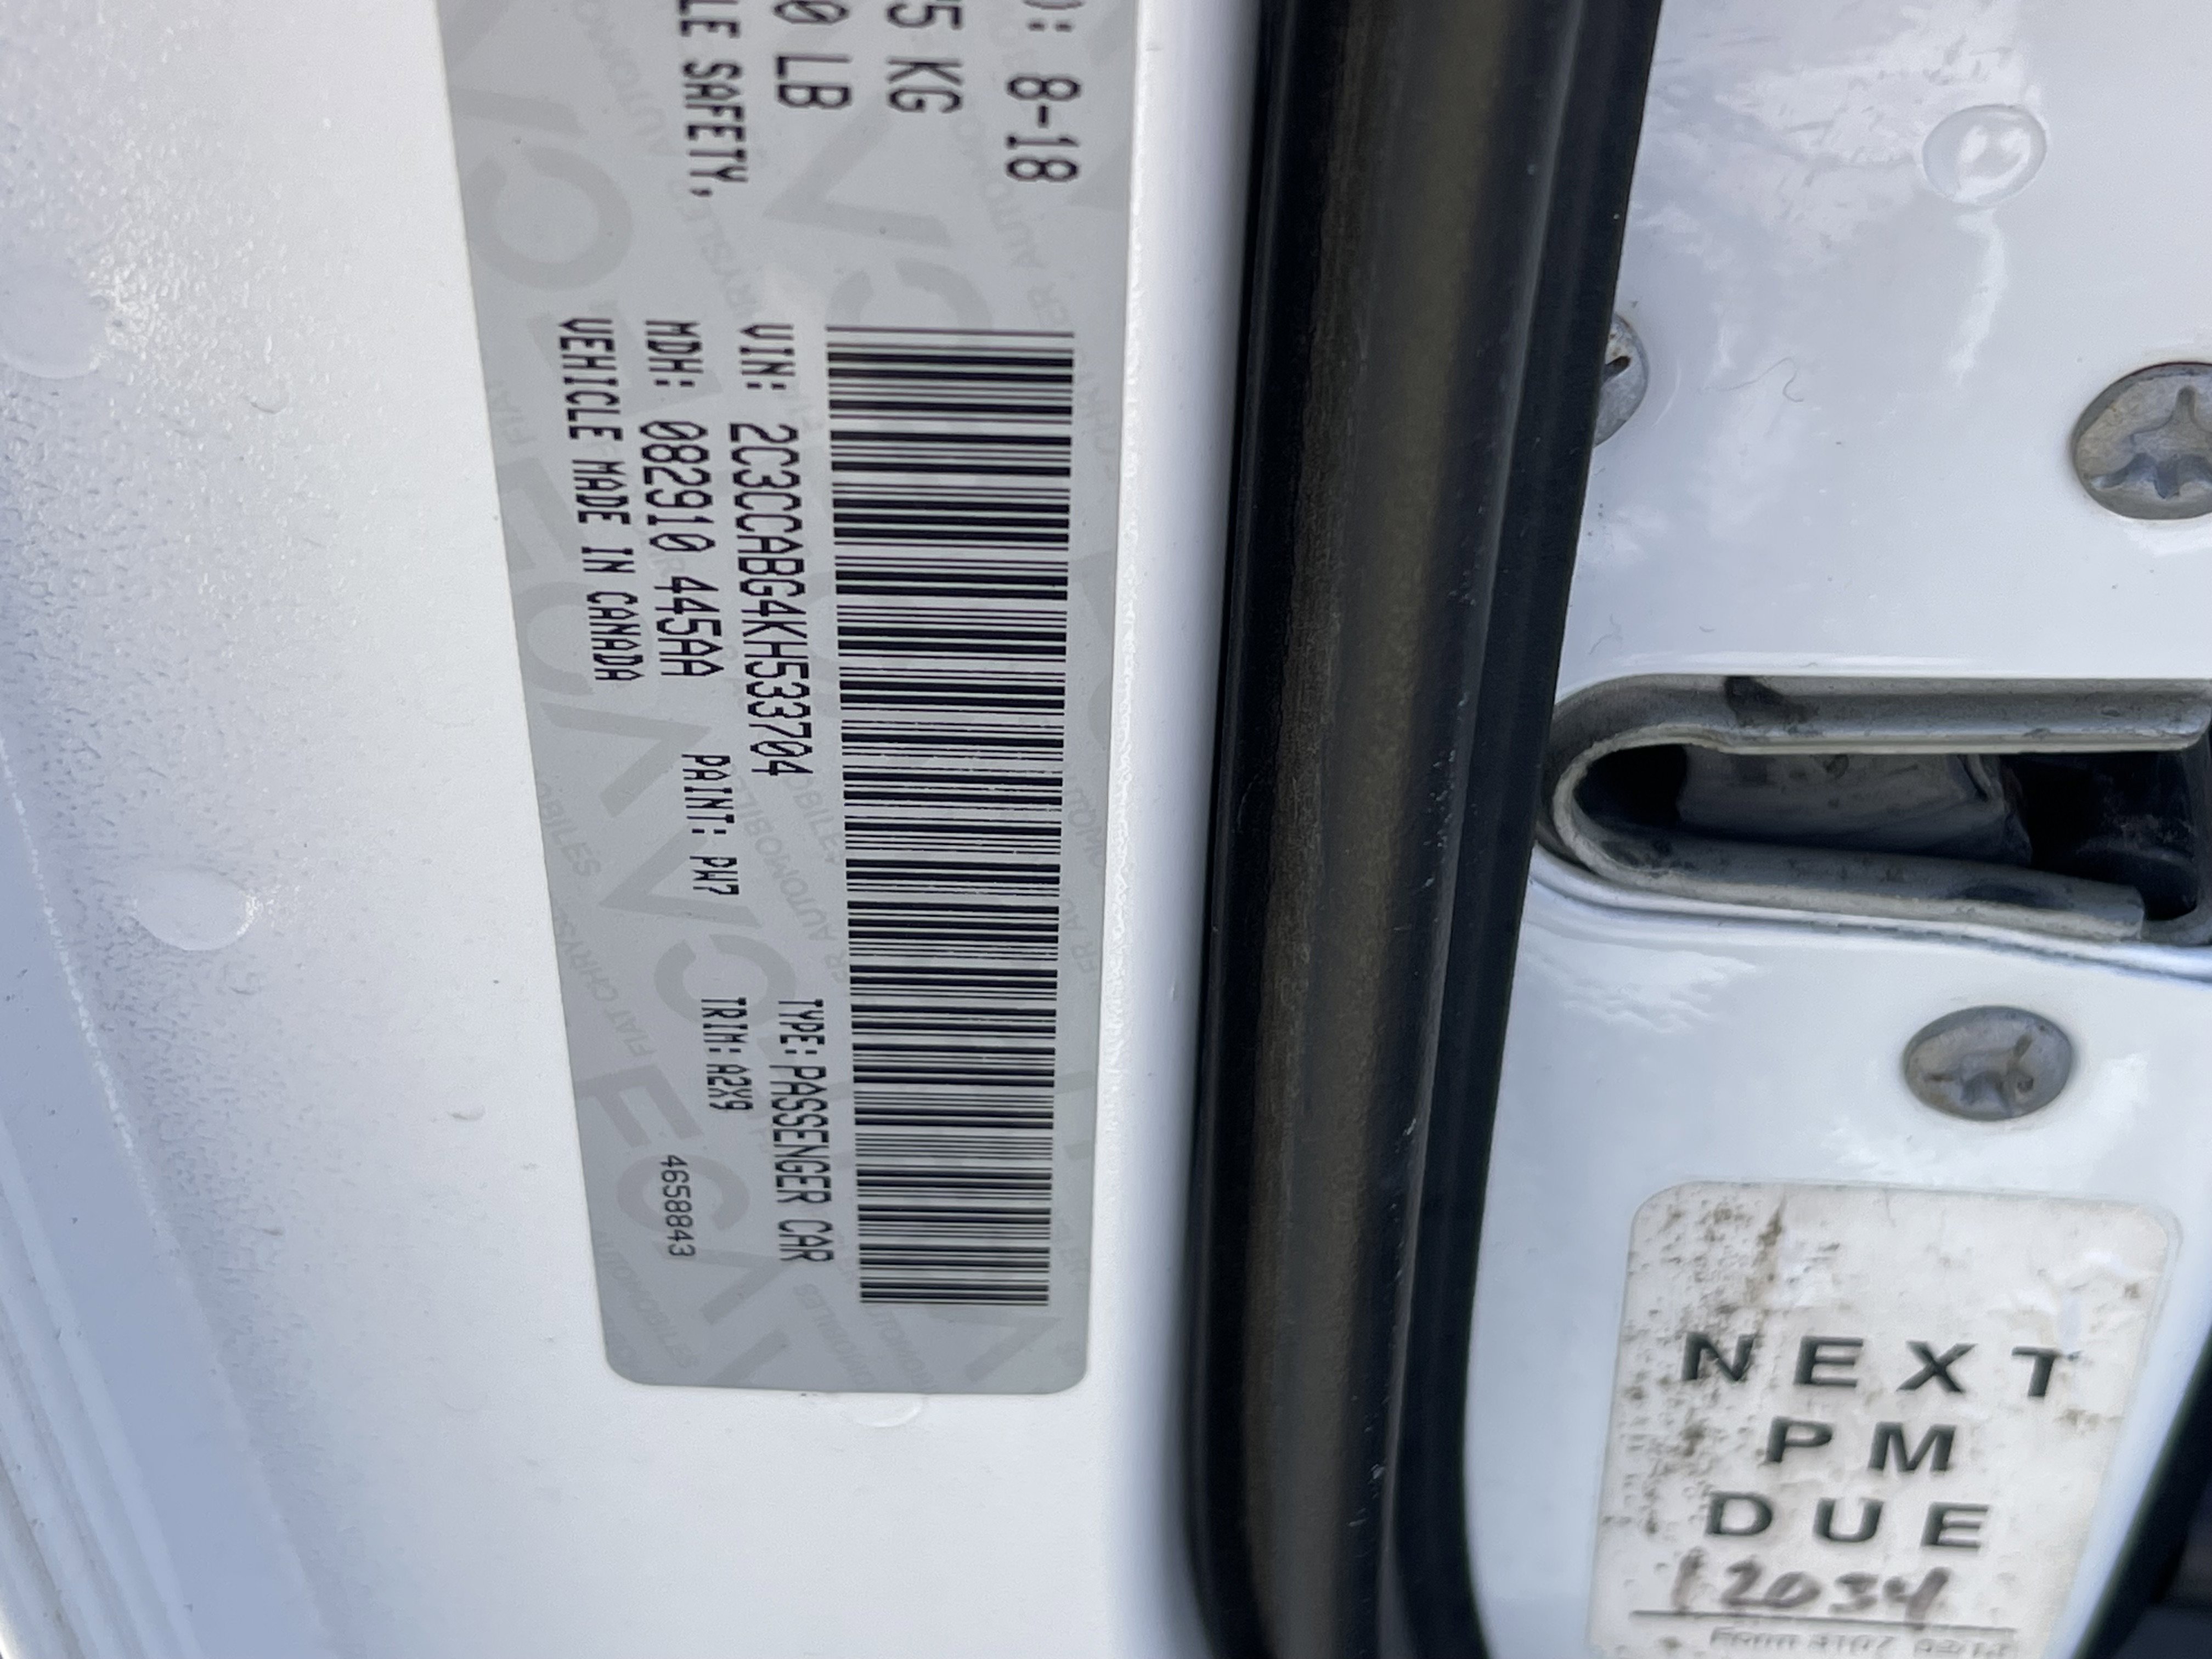 ): 8-18
5 KG
0 LB
LE SAFETY,
VIN: 2C3CCABG4KH533704
TYPE: PASSENGER CAR
MDH: 082910 445AA
PAINT: PW7
TRIM: A2X9
VEHICLE MADE IN CANADA
4658843
NEXT
PM
DUE
12034